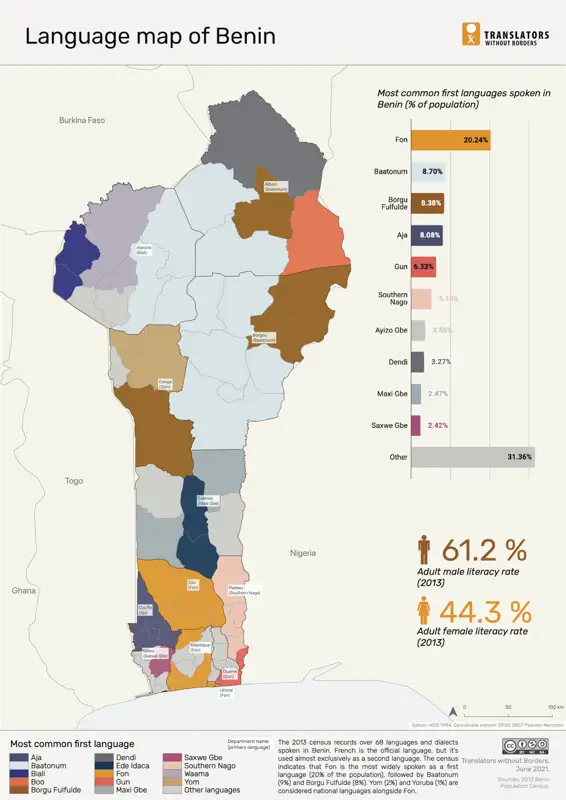 Language map of Benin
TRANSLATORS
WITHOUT BORDERS
Most common first languages spoken in
Benin (% of population)
Fon
20.24%
Baatonum
8.70%
Borgu
Fulfulde
8.38%
Aja
8.08%
Gun
6.33%
Southern
Nago
Ayizo Gbe
Dendi
3.27%
Maxi Gbe
2.47%
Saxwe Gbe
2.42%
Other
31.36%
Burkina Faso
Alibori
(Baatonum)
Atacora
Borgou
(Baatonum)
Donga
(Yom)
Togo
Collines
(Maxi Gbe)
Nigeria
Ghana
Zou
(Fon)
Plateau
(Southern Nago)
Couffo
(Aja)
Mono
(Saxwe Gbe)
Atlantique
(Fon)
Oueme
(Gun)
Littoral
(Fon)
61.2 %
Adult male literacy rate
(2013)
44.3 %
Adult female literacy rate
(2013)
0 50 100 km
Datum: WGS 1984, Coordinate system: EPSG 3857 Pseudo-Mercator
Most common first language
Department name
(primary language)
Aja
Baatonum
Biali
Boo
Borgu Fulfulde
Dendi
Ede Idaca
Fon
Gun
Maxi Gbe
Saxwe Gbe
Southern Nago
Waama
Yom
Other languages
The 2013 census records over 68 languages and dialects
spoken in Benin. French is the official language, but it's
used almost exclusively as a second language. The census
indicates that Fon is the most widely spoken as a first
language (20% of the population), followed by Baatonum
(9%) and Borgu Fulfulde (8%). Yom (2%) and Yoruba (1%) are
considered national languages alongside Fon.
Translators without Borders,
June 2021.
Sources: 2013 Benin
Population Census.